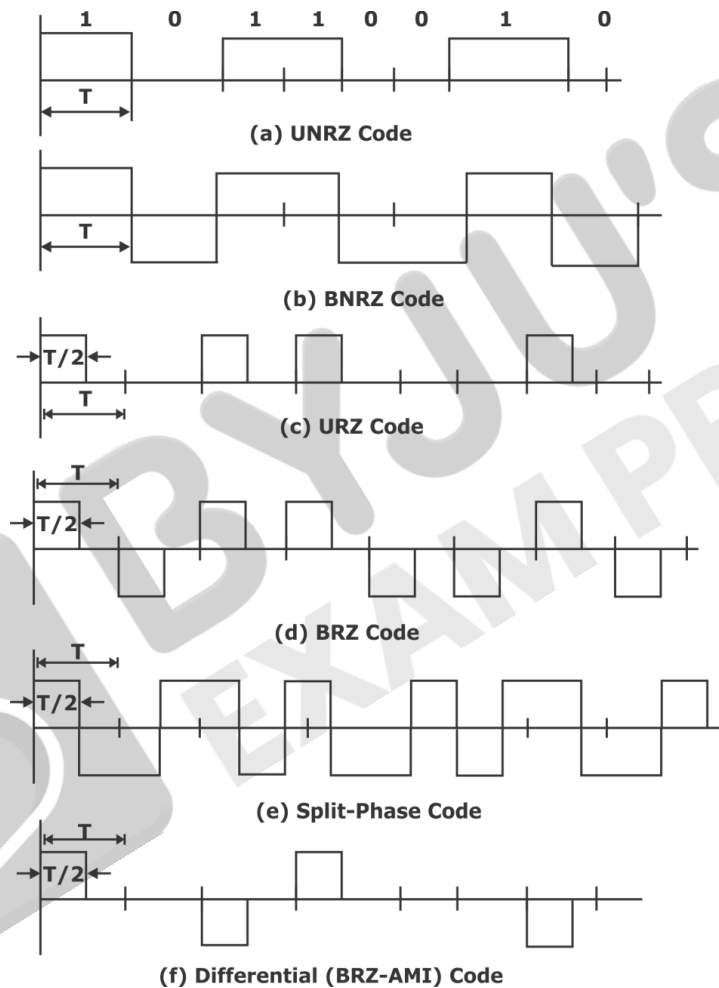 1 0 1 1 0 0 1 0
T
(a) UNRZ Code
T
(b) BNRZ Code
T/2
T
(c) URZ Code
T
T/2
(d) BRZ Code
T
T/2
(e) Split-Phase Code
T
T/2
(f) Differential (BRZ-AMI) Code
BYJU'S